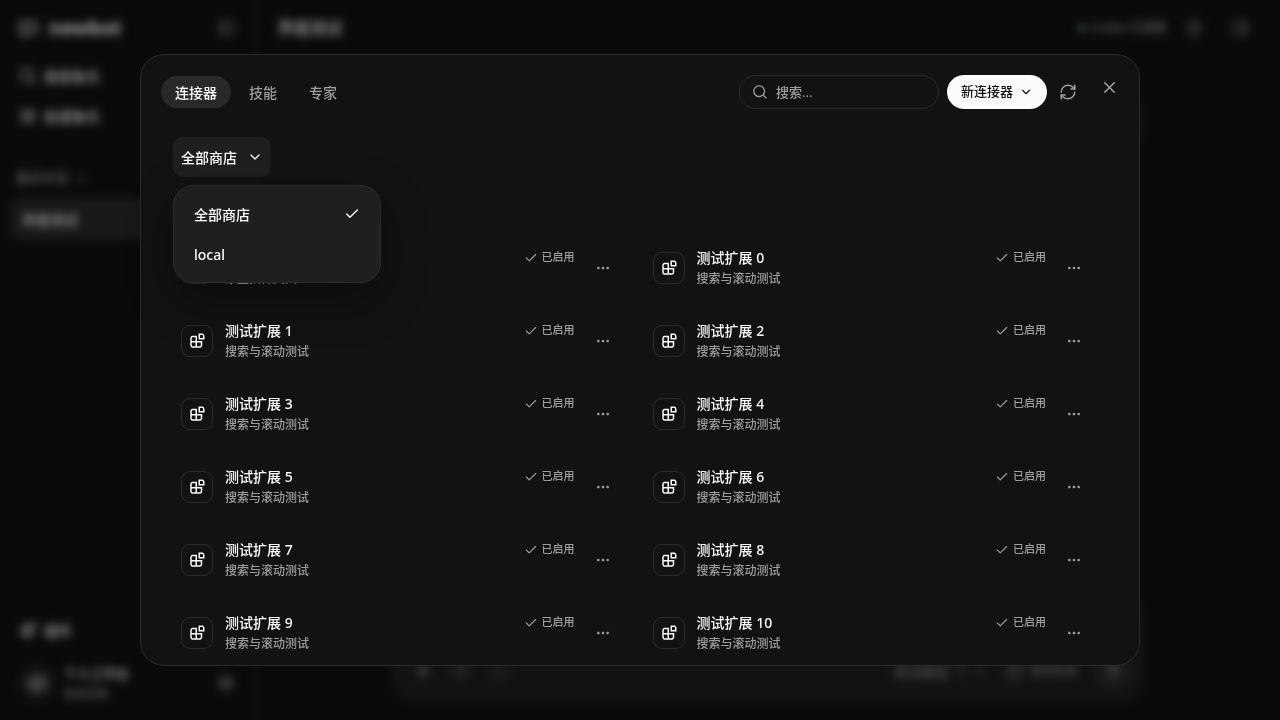 newbot
界面测试
连接器
技能
专家
搜索...
新连接器
全部商店
全部商店
local
已启用
测试扩展 0
搜索与滚动测试
已启用
测试扩展 1
搜索与滚动测试
已启用
测试扩展 2
搜索与滚动测试
已启用
测试扩展 3
搜索与滚动测试
已启用
测试扩展 4
搜索与滚动测试
已启用
测试扩展 5
搜索与滚动测试
已启用
测试扩展 6
搜索与滚动测试
已启用
测试扩展 7
搜索与滚动测试
已启用
测试扩展 8
搜索与滚动测试
已启用
测试扩展 9
搜索与滚动测试
已启用
测试扩展 10
搜索与滚动测试
已启用